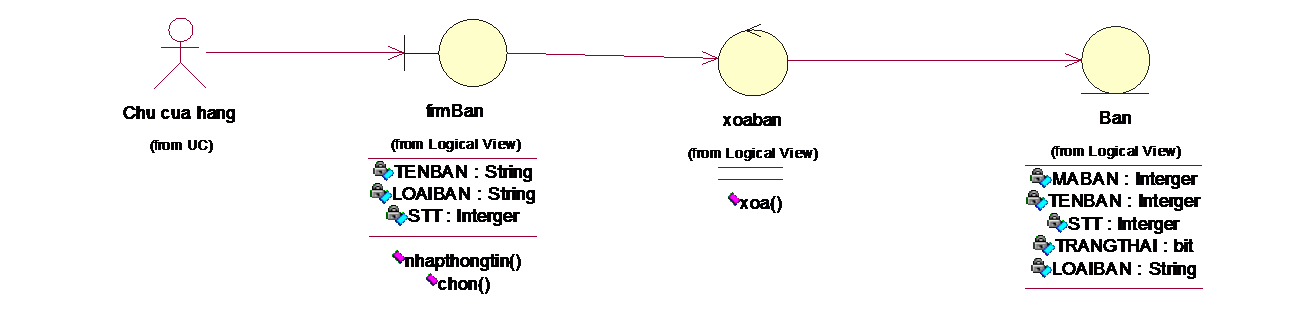 Chu cua hang
(from UC)
frmBan
(from Logical View)
TENBAN : String
LOAIBAN : String
STT : Interger
nhapthongtin()
chon()
xoaban
(from Logical View)
xoa()
Ban
(from Logical View)
MABAN : Interger
TENBAN : Interger
STT : Interger
TRANGTHAI : bit
LOAIBAN : String